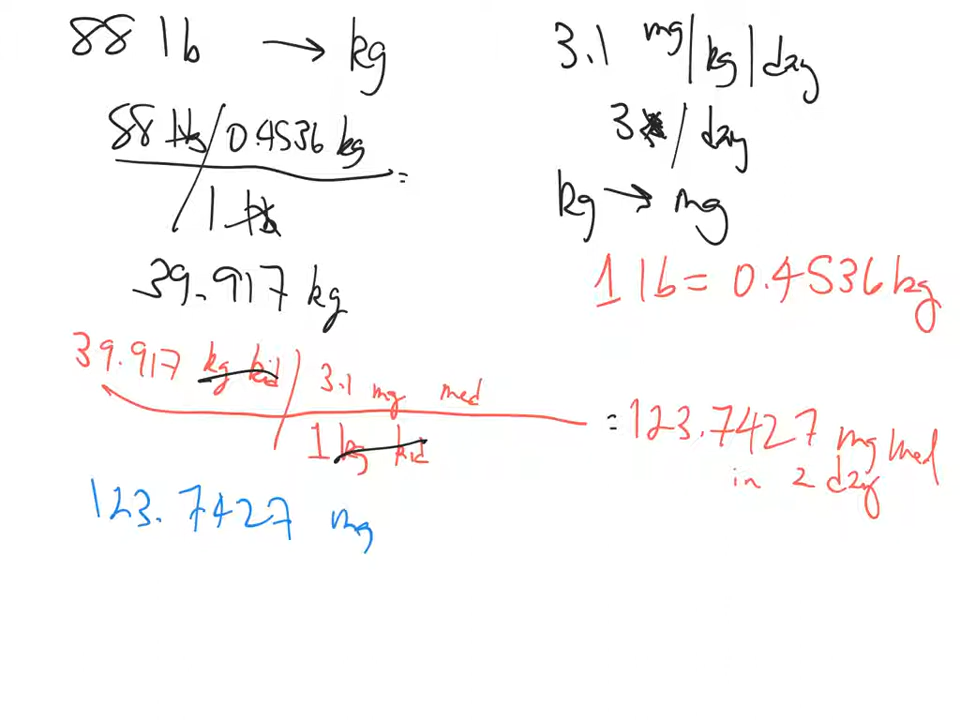 88 lb → kg
88 lbs / 0.4536 kg
1 lb =
39.917 kg
3.1 mg/kg/day
3x / day
kg → mg
1 lb = 0.4536 kg
39.917 kg kid / 3.1 mg med
1 kg kid
= 123.7427 mg med
in 2 day
123.7427 mg